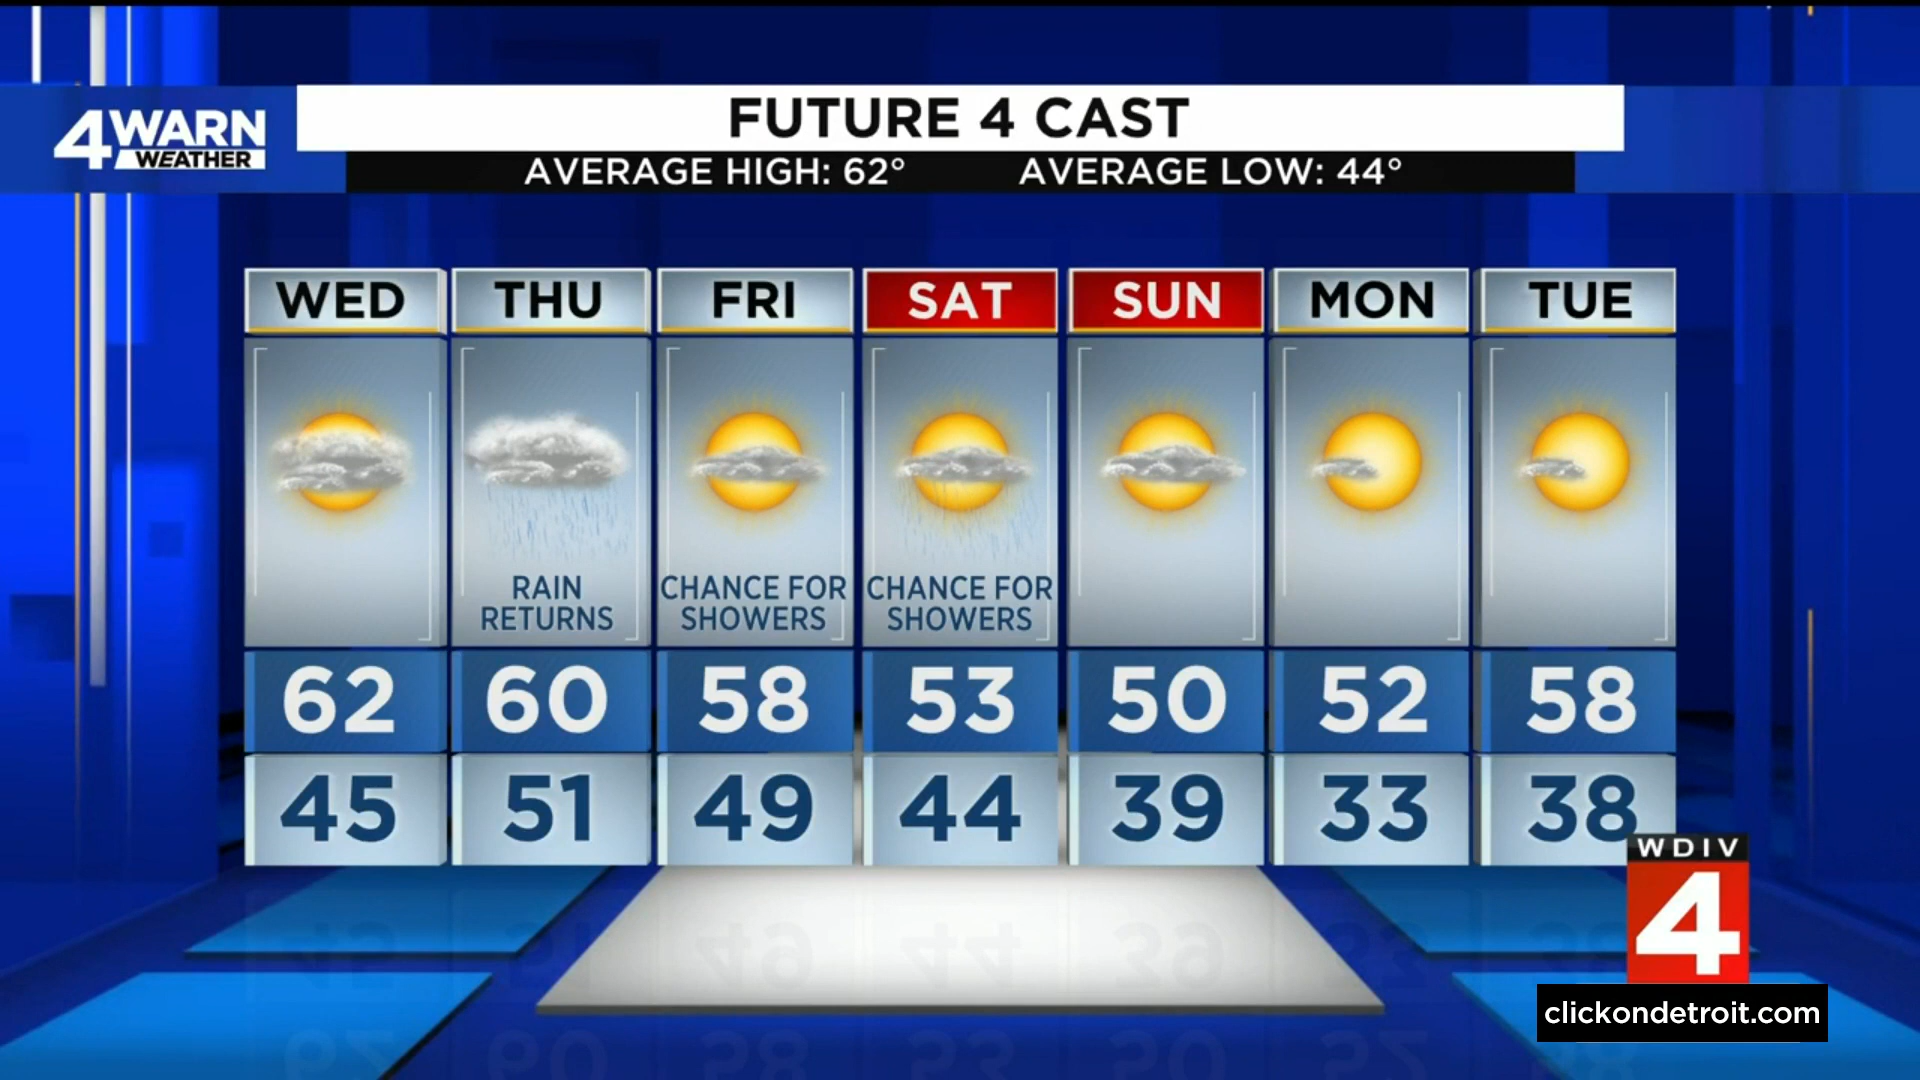 4WARN
WEATHER
FUTURE 4 CAST
AVERAGE HIGH: 62° AVERAGE LOW: 44°
WED THU FRI SAT SUN MON TUE
RAIN RETURNS
CHANCE FOR SHOWERS
CHANCE FOR SHOWERS
62 60 58 53 50 52 58
45 51 49 44 39 33 38
WDIV
4
clickondetroit.com